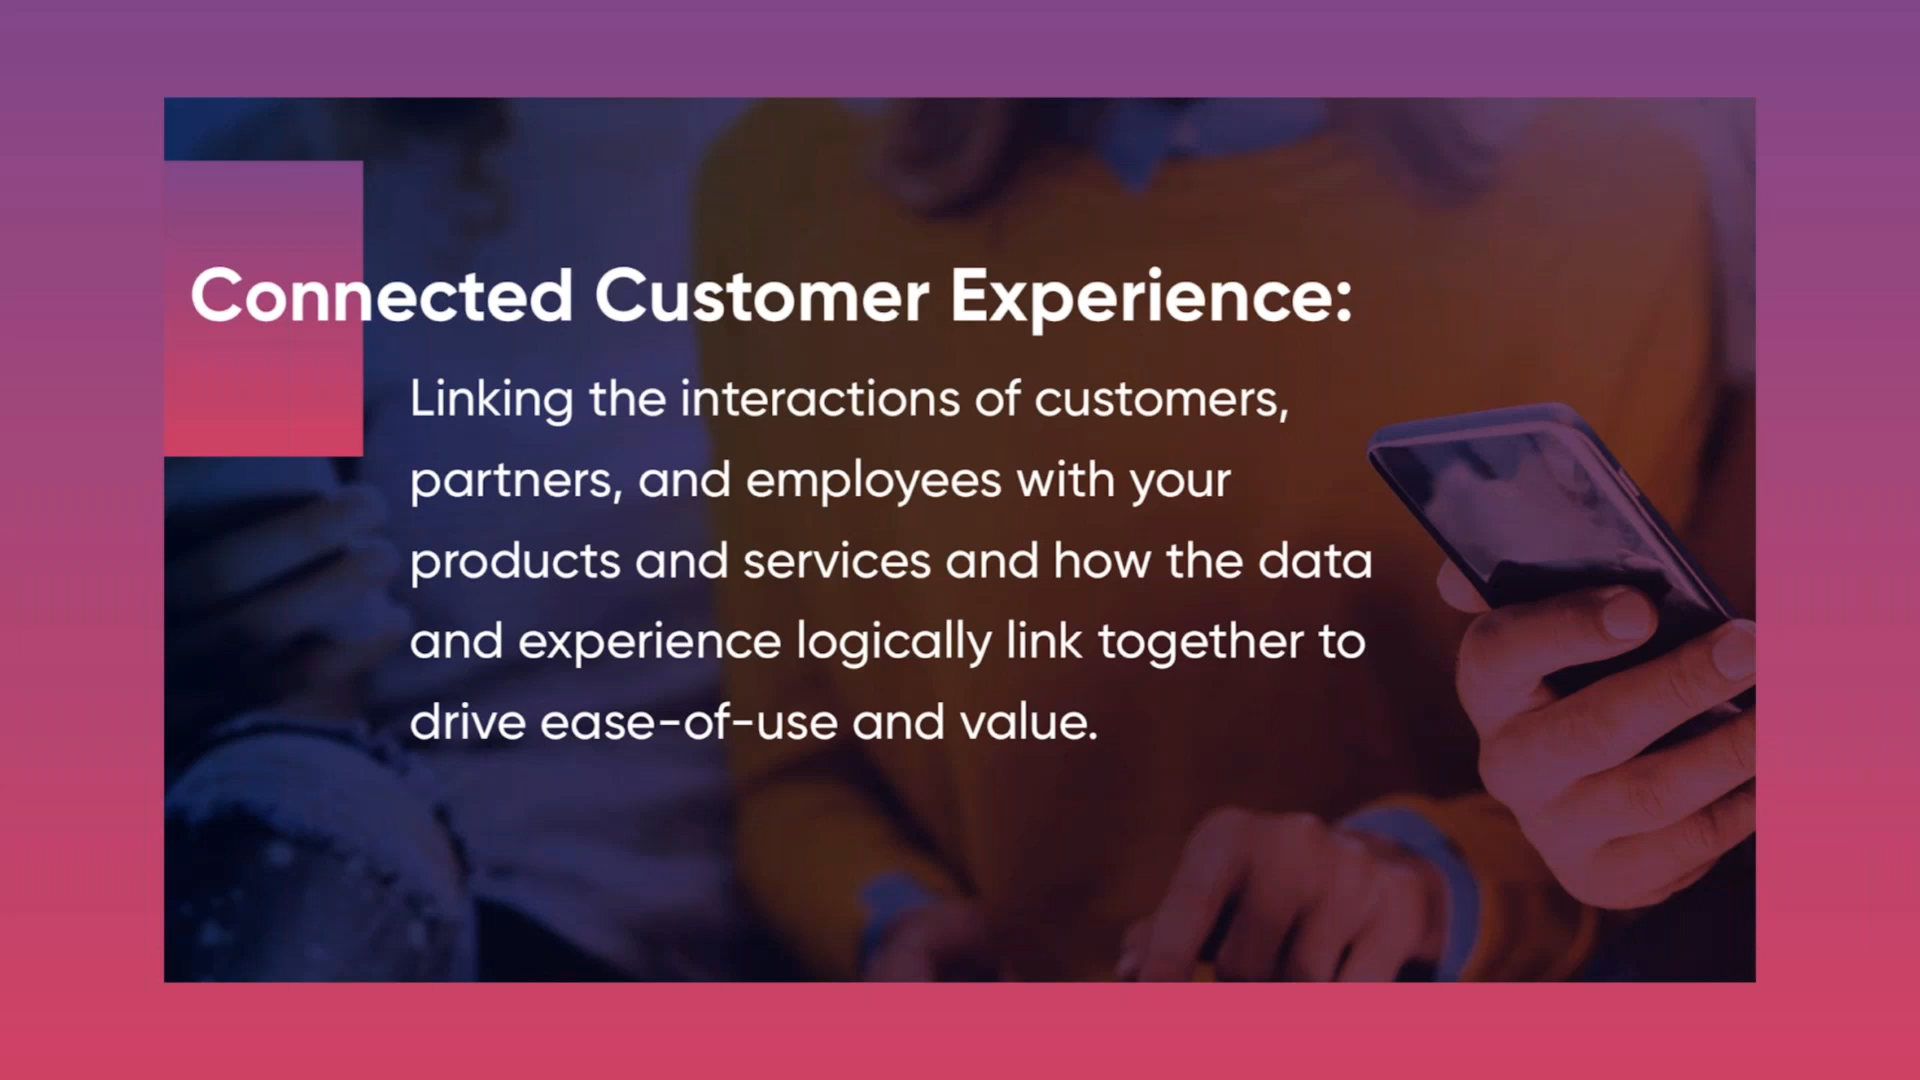 Connected Customer Experience:
Linking the interactions of customers,
partners, and employees with your
products and services and how the data
and experience logically link together to
drive ease-of-use and value.